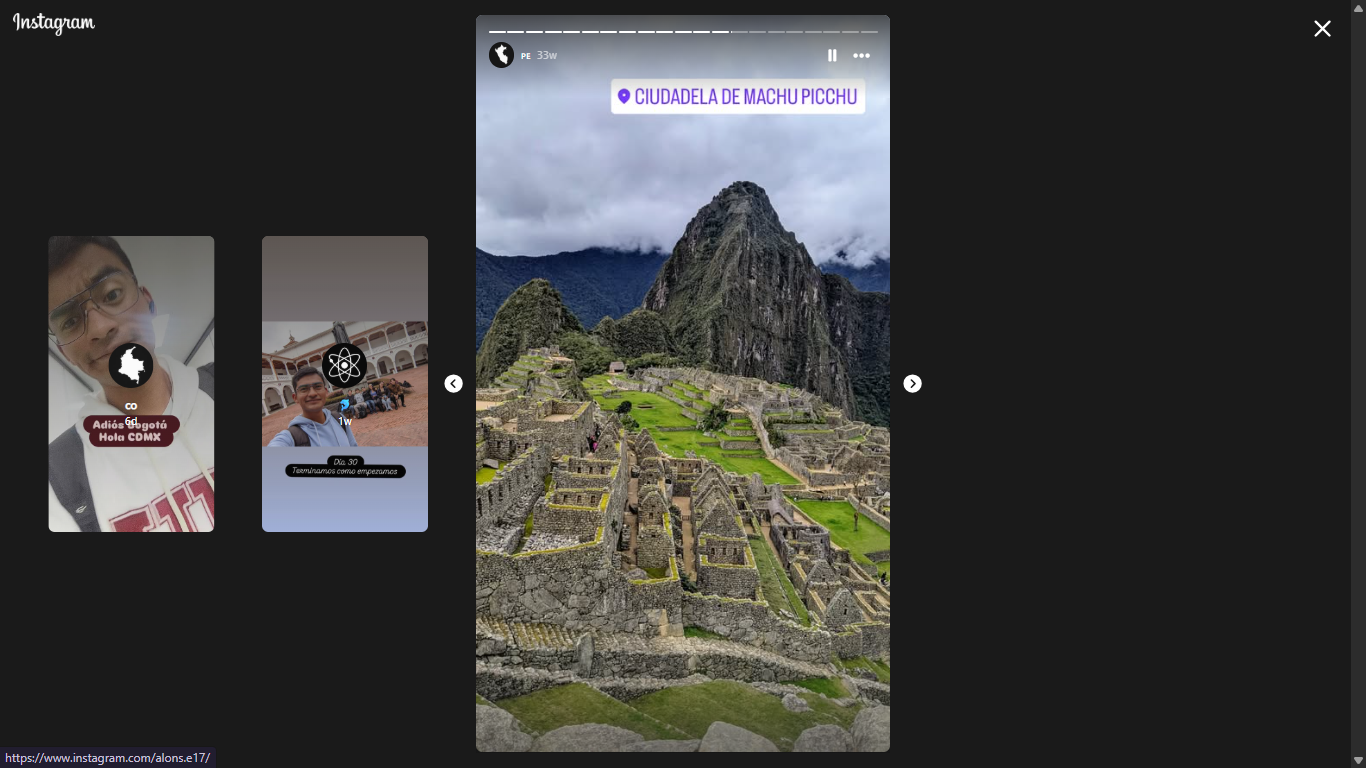 Instagram
PE 33w
CIUDADELA DE MACHU PICCHU
CO
6d
Adiós Bogotá
Hola CDMX
1w
Día 30
Terminamos como empezamos
https://www.instagram.com/alons.e17/